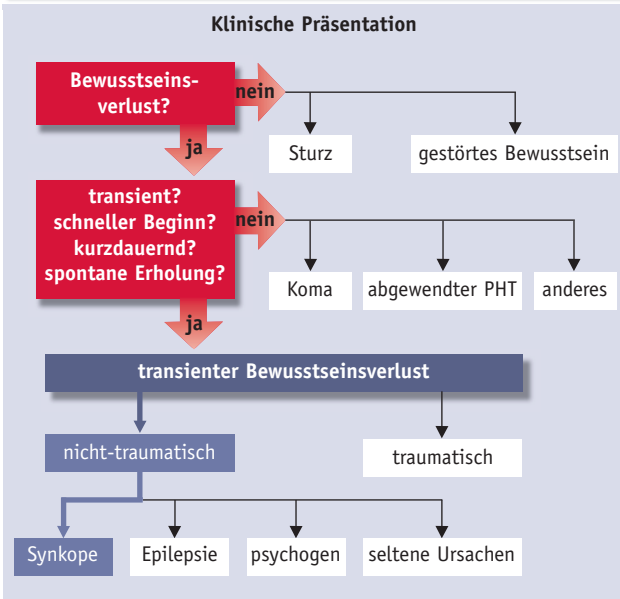 Klinische Präsentation
Bewusstseins-
verlust?
nein
ja
Sturz
gestörtes Bewusstsein
transient?
schneller Beginn?
kurzdauernd?
spontane Erholung?
nein
ja
Koma
abgewendter PHT
anderes
transienter Bewusstseinsverlust
nicht-traumatisch
traumatisch
Synkope
Epilepsie
psychogen
seltene Ursachen